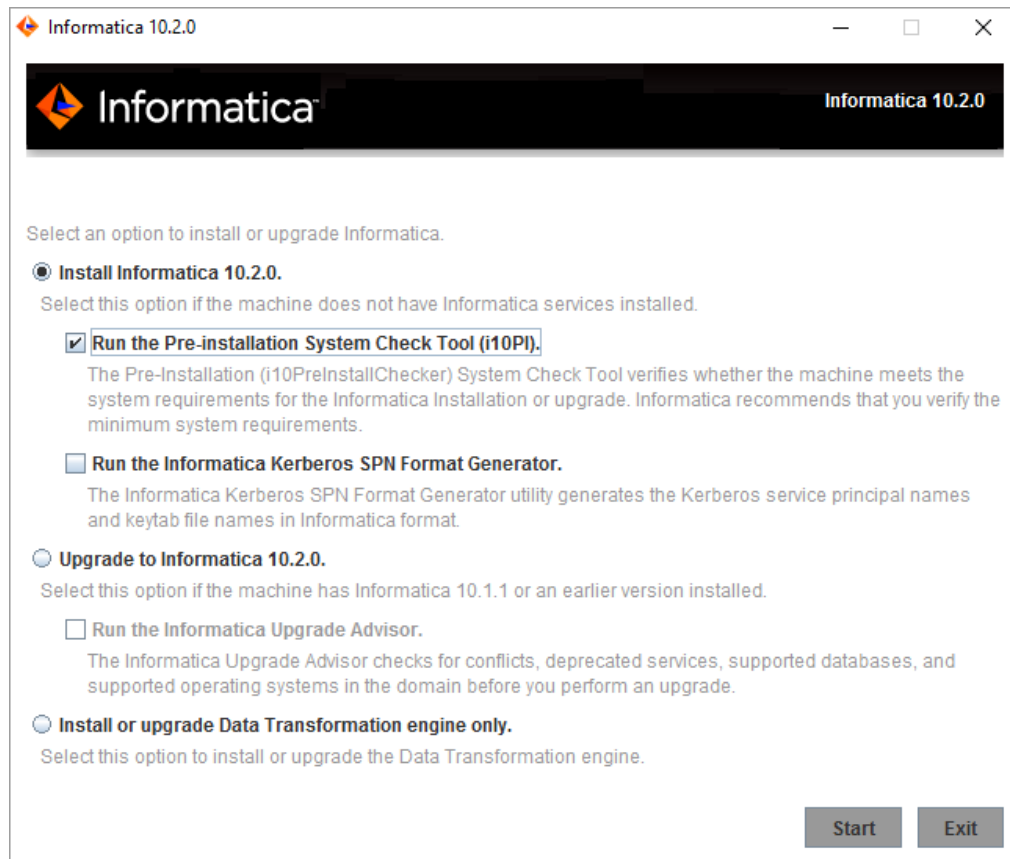 Informatica 10.2.0
Informatica
Informatica 10.2.0
Select an option to install or upgrade Informatica.
Install Informatica 10.2.0.
Select this option if the machine does not have Informatica services installed.
Run the Pre-installation System Check Tool (i10PI).
The Pre-Installation (i10PreInstallChecker) System Check Tool verifies whether the machine meets the
system requirements for the Informatica Installation or upgrade. Informatica recommends that you verify the
minimum system requirements.
Run the Informatica Kerberos SPN Format Generator.
The Informatica Kerberos SPN Format Generator utility generates the Kerberos service principal names
and keytab file names in Informatica format.
Upgrade to Informatica 10.2.0.
Select this option if the machine has Informatica 10.1.1 or an earlier version installed.
Run the Informatica Upgrade Advisor.
The Informatica Upgrade Advisor checks for conflicts, deprecated services, supported databases, and
supported operating systems in the domain before you perform an upgrade.
Install or upgrade Data Transformation engine only.
Select this option to install or upgrade the Data Transformation engine.
Start
Exit